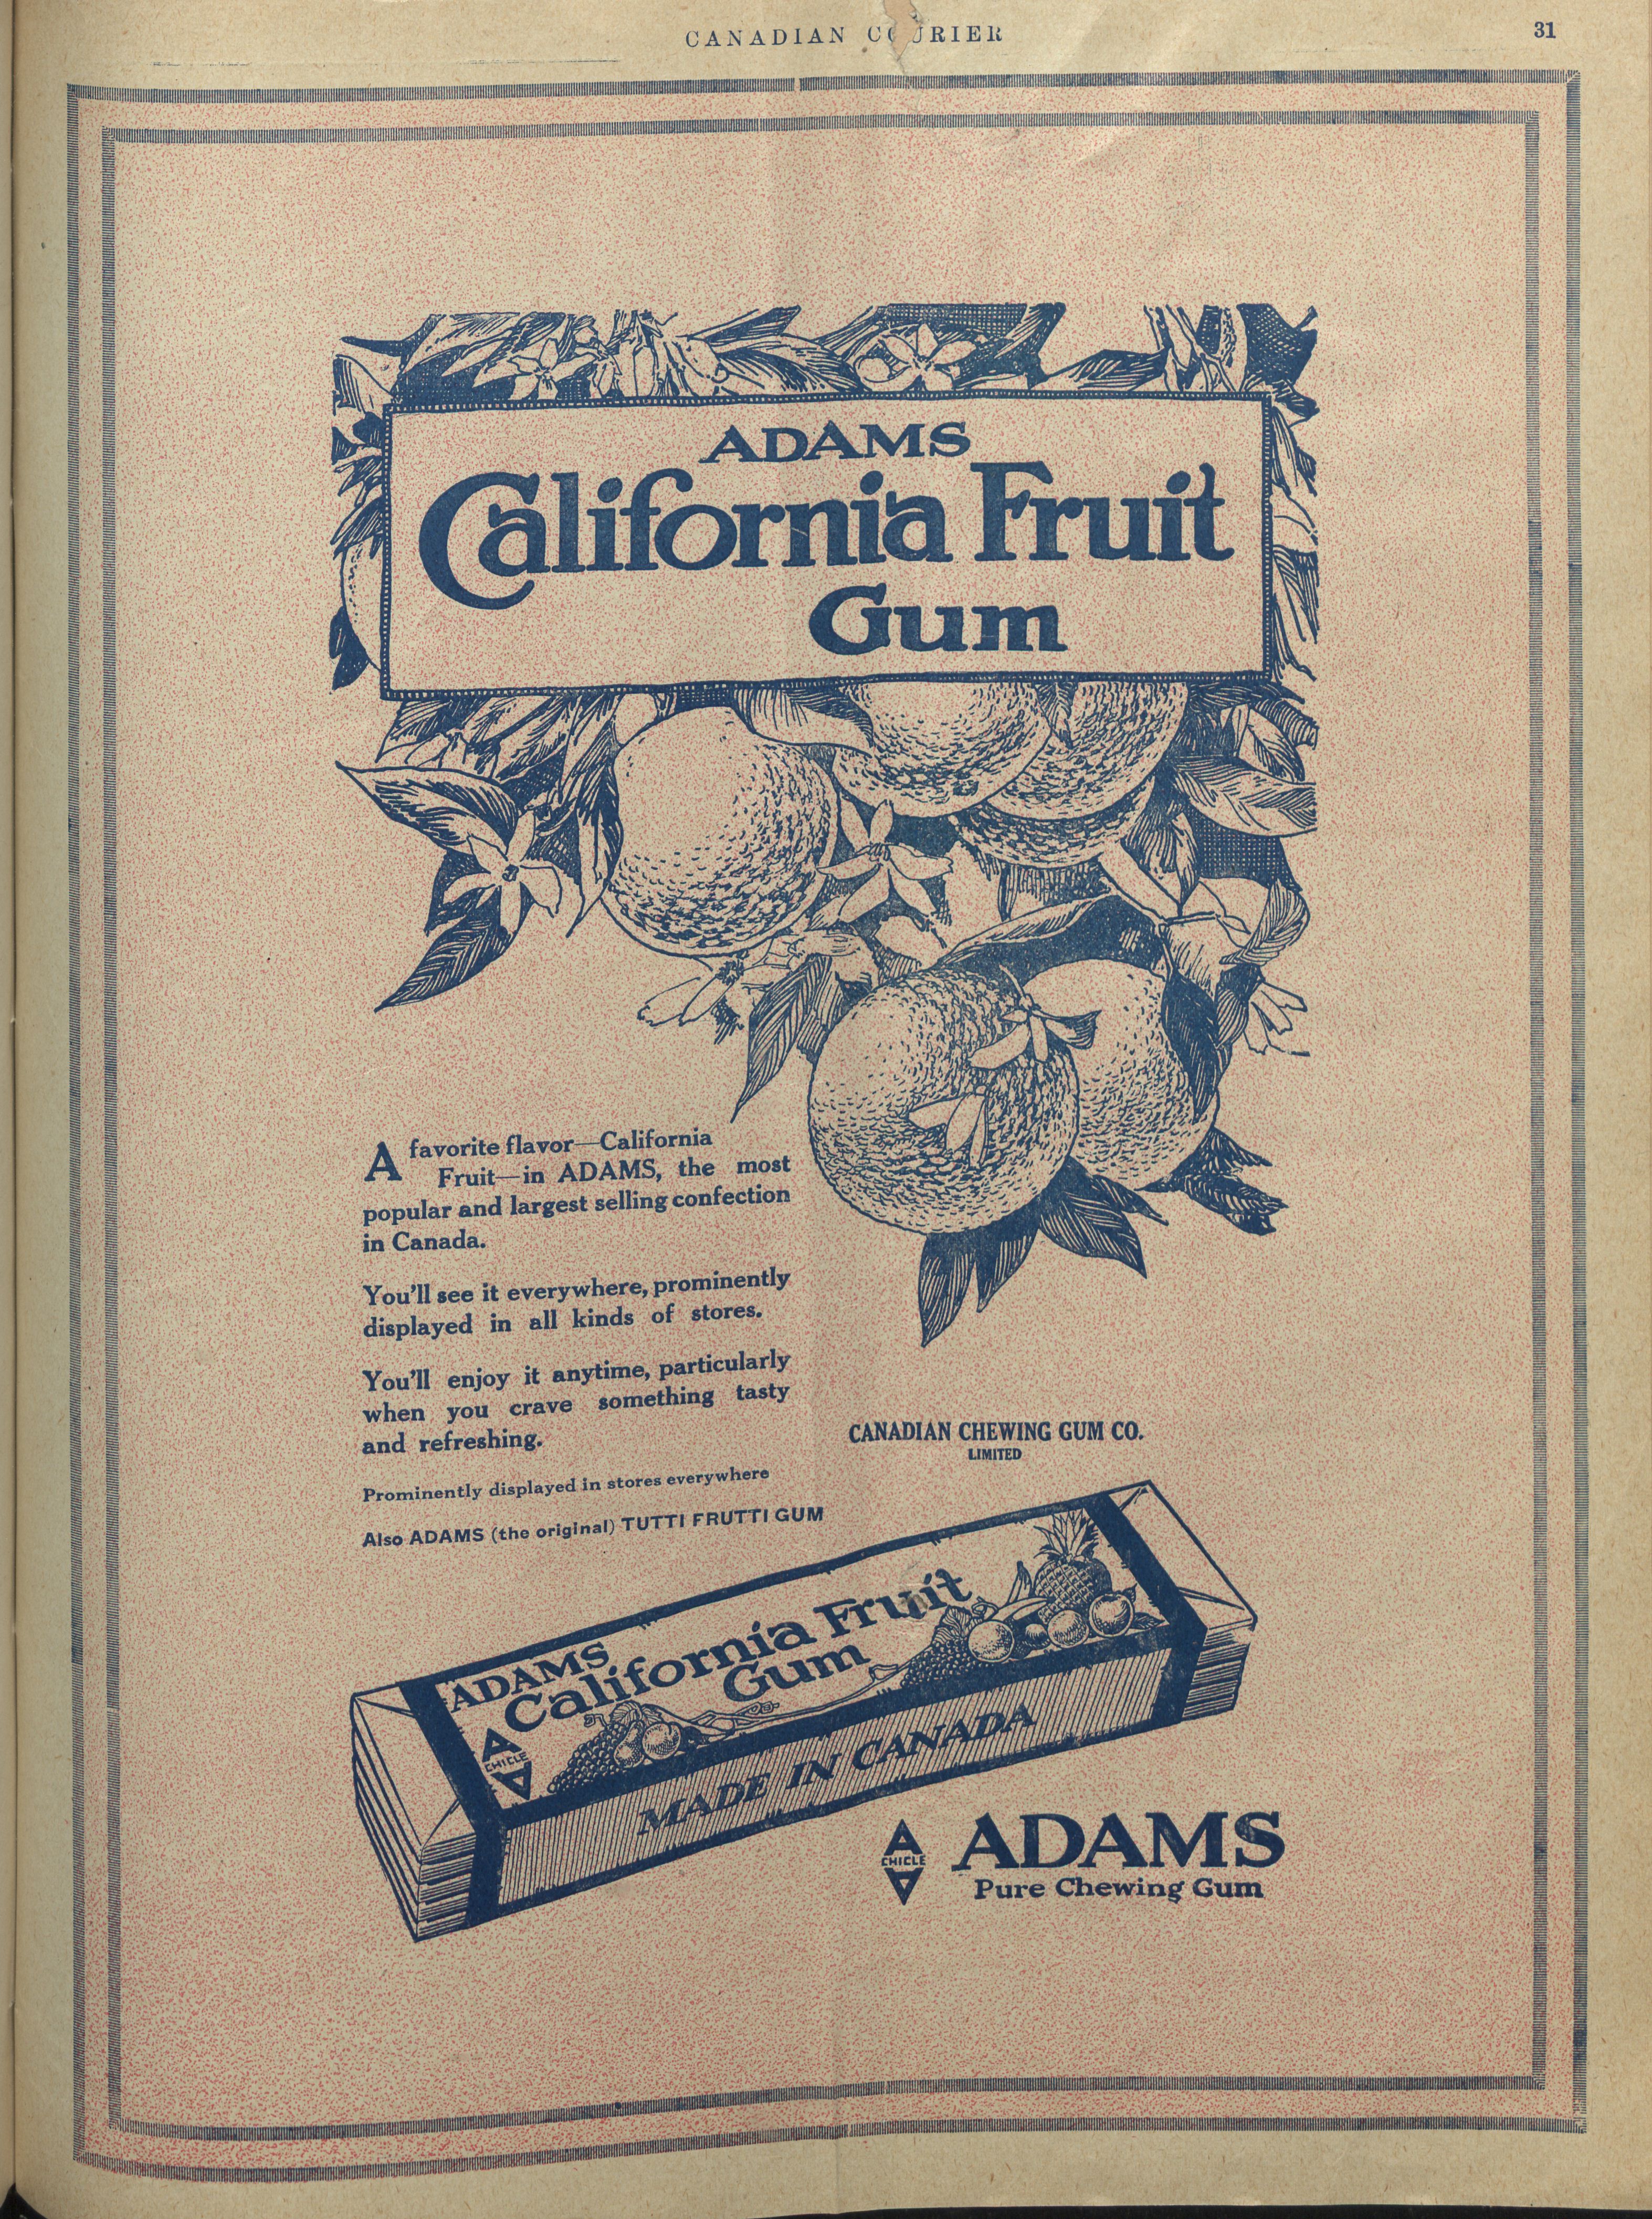 CANADIAN COURIER
31
ADAMS
California Fruit
Gum
A favorite flavor—California
Fruit—in ADAMS, the most
popular and largest selling confection
in Canada.
You'll see it everywhere, prominently
displayed in all kinds of stores.
You'll enjoy it anytime, particularly
when you crave something tasty
and refreshing.
Prominently displayed in stores everywhere
Also ADAMS (the original) TUTTI FRUTTI GUM
CANADIAN CHEWING GUM CO.
LIMITED
ADAMS
California Fruit
Gum
A
CHICLE
A
MADE IN CANADA
A
CHICLE
A
ADAMS
Pure Chewing Gum